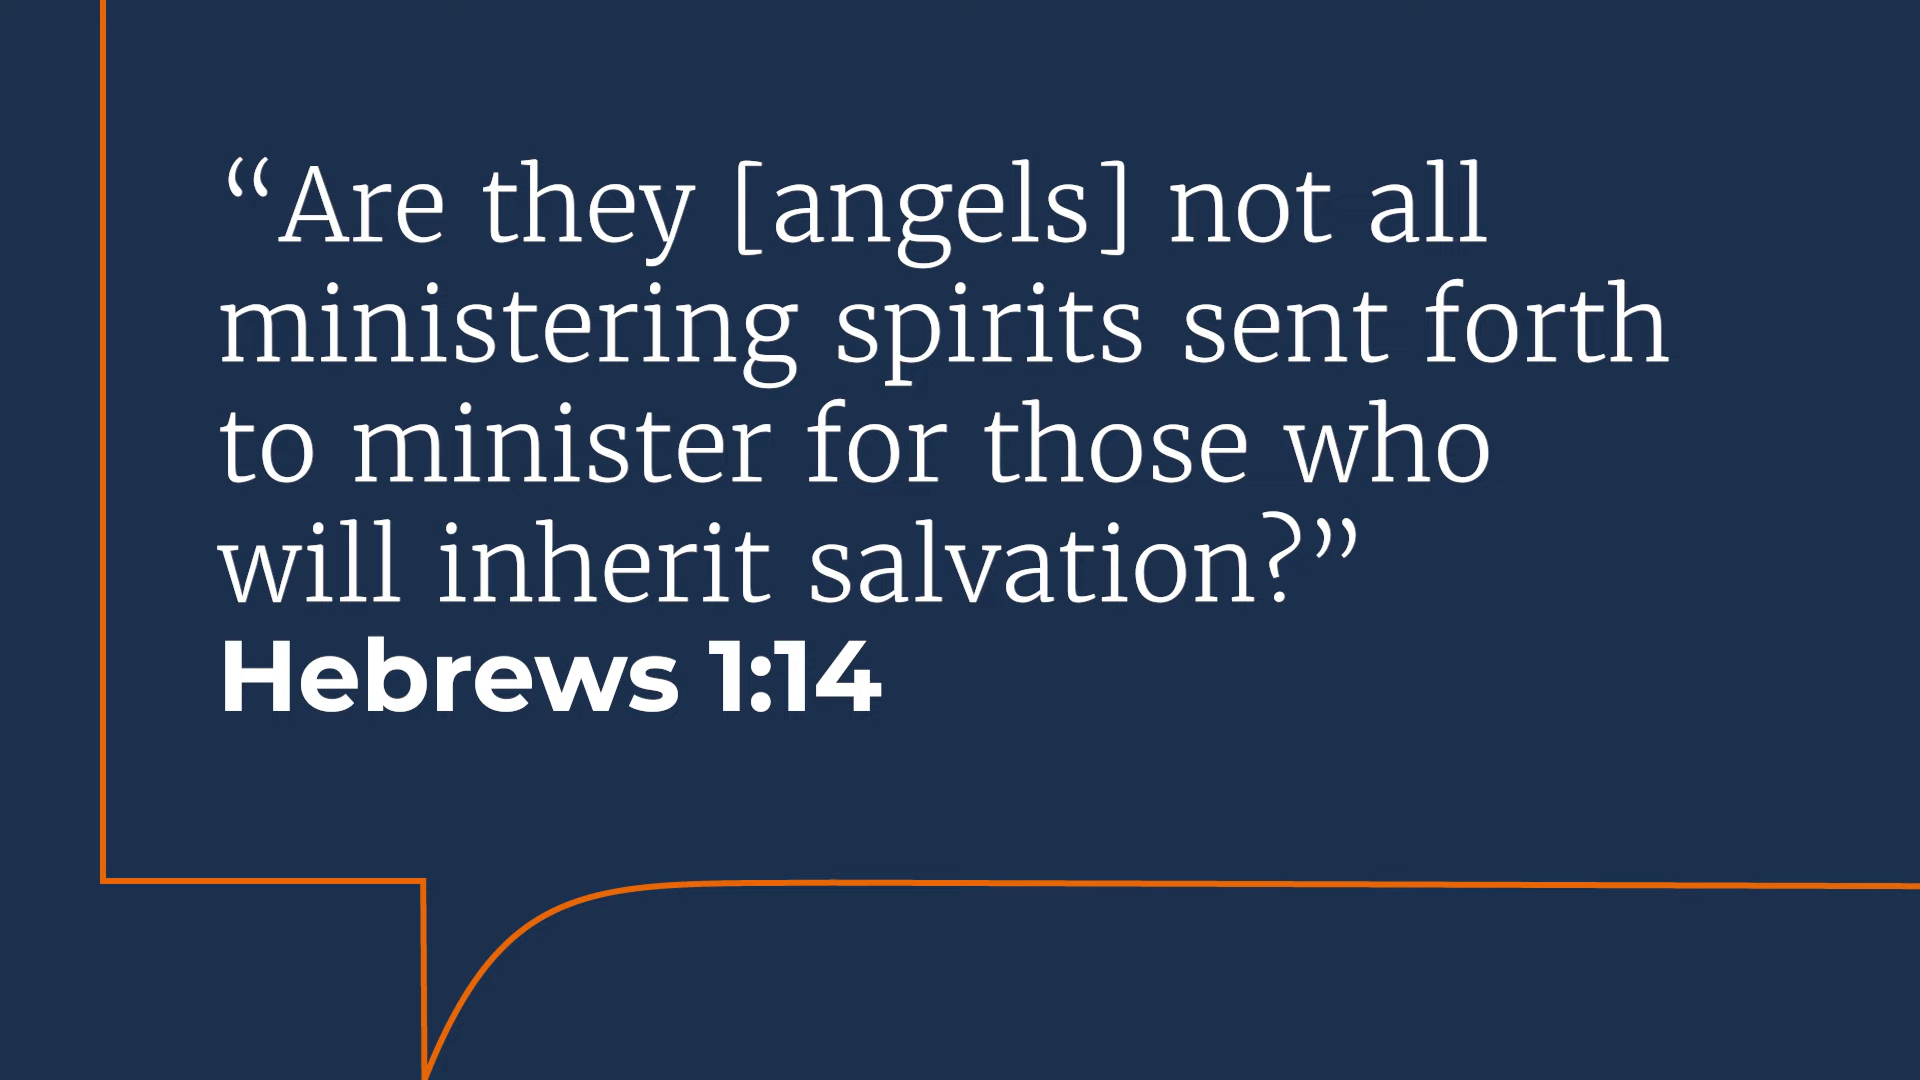 “Are they [angels] not all
ministering spirits sent forth
to minister for those who
will inherit salvation?”
Hebrews 1:14